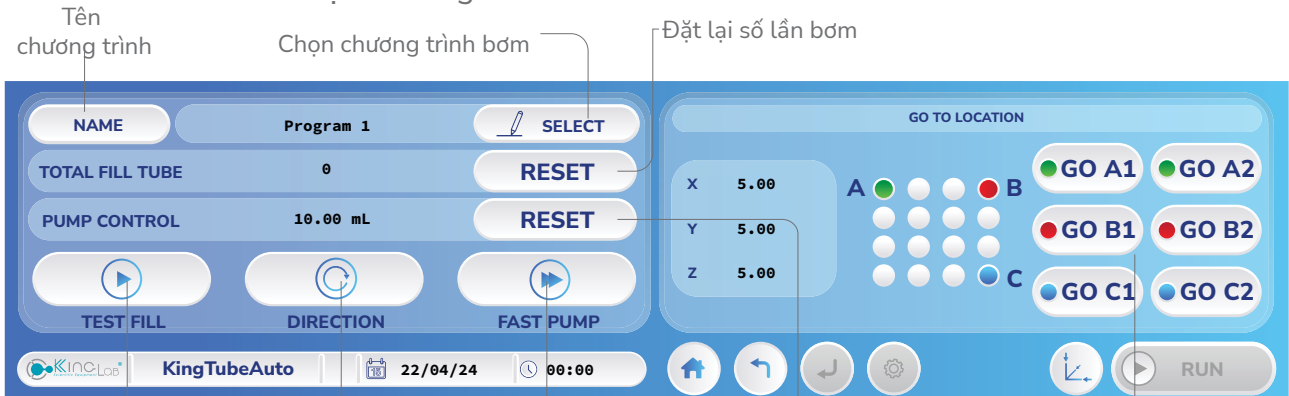 Tên
chương trình
Chọn chương trình bơm
Đặt lại số lần bơm
NAME
Program 1
SELECT
TOTAL FILL TUBE
0
RESET
PUMP CONTROL
10.00 mL
RESET
TEST FILL
DIRECTION
FAST PUMP
GO TO LOCATION
X 5.00
Y 5.00
Z 5.00
A
B
C
GO A1
GO A2
GO B1
GO B2
GO C1
GO C2
KingLab®
KingTubeAuto
18
22/04/24
00:00
RUN